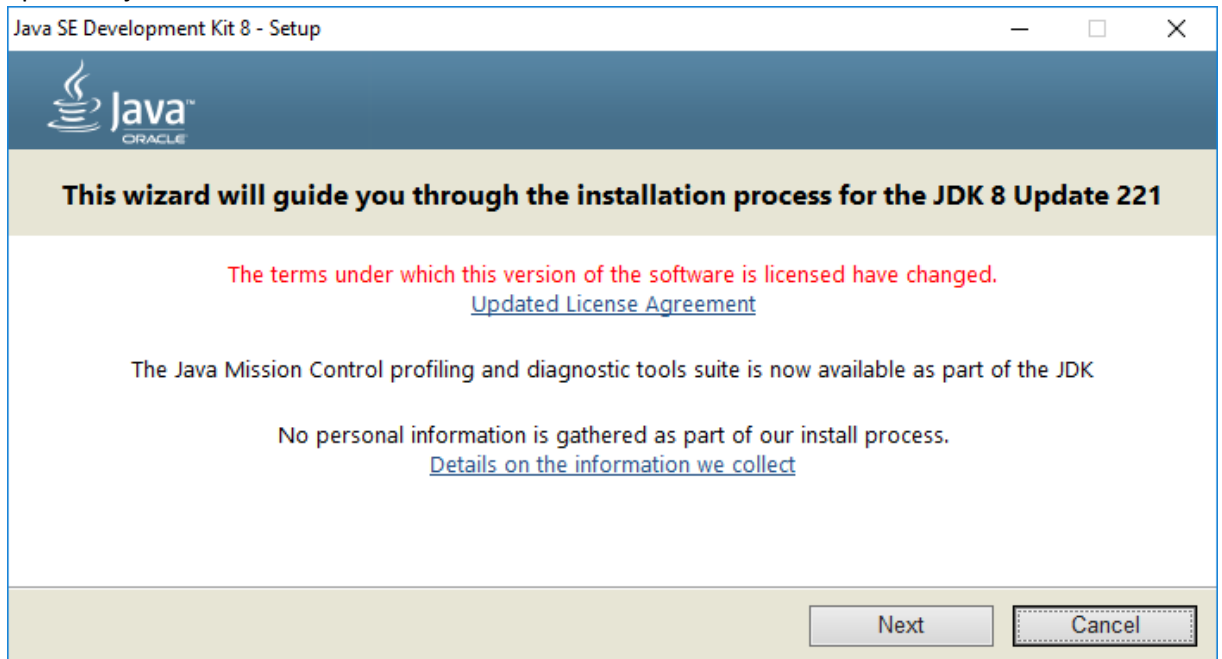 Java SE Development Kit 8 - Setup
Java™
ORACLE
This wizard will guide you through the installation process for the JDK 8 Update 221
The terms under which this version of the software is licensed have changed.
Updated License Agreement
The Java Mission Control profiling and diagnostic tools suite is now available as part of the JDK
No personal information is gathered as part of our install process.
Details on the information we collect
Next Cancel